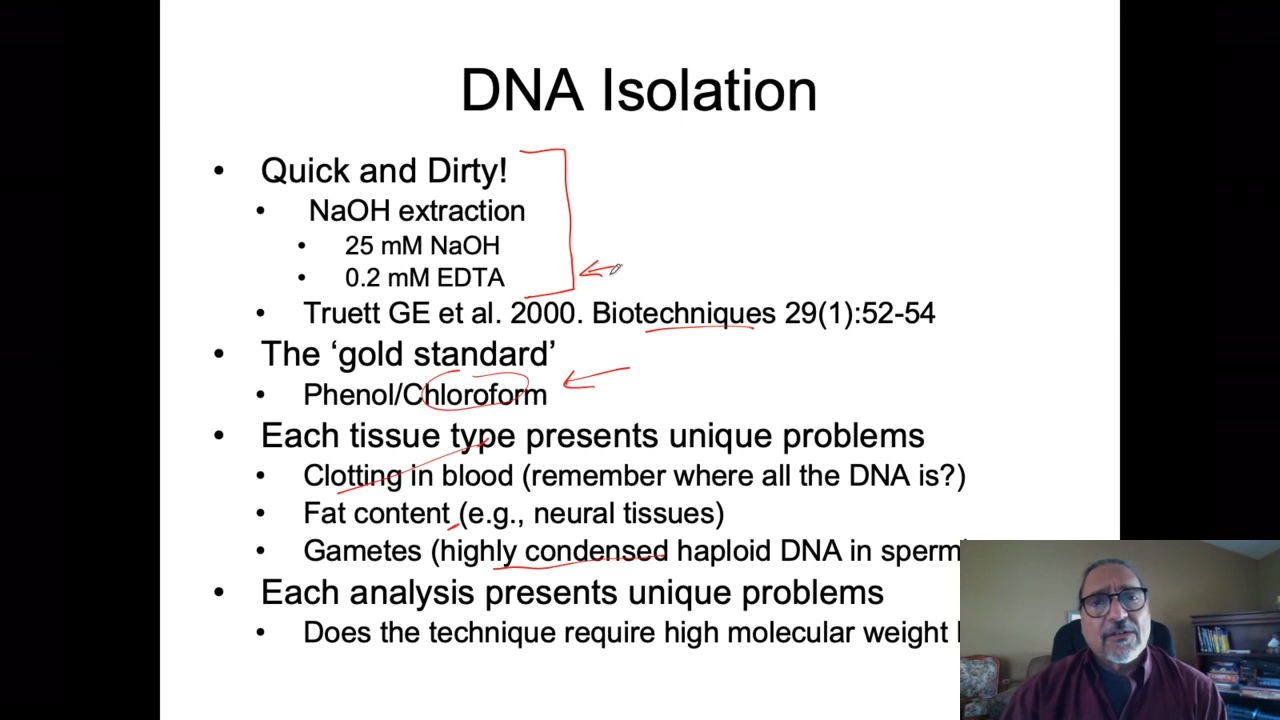 DNA Isolation
• Quick and Dirty!
• NaOH extraction
• 25 mM NaOH
• 0.2 mM EDTA
• Truett GE et al. 2000. Biotechniques 29(1):52-54
• The ‘gold standard’
• Phenol/Chloroform
• Each tissue type presents unique problems
• Clotting in blood (remember where all the DNA is?)
• Fat content (e.g., neural tissues)
• Gametes (highly condensed haploid DNA in sperm
• Each analysis presents unique problems
• Does the technique require high molecular weight